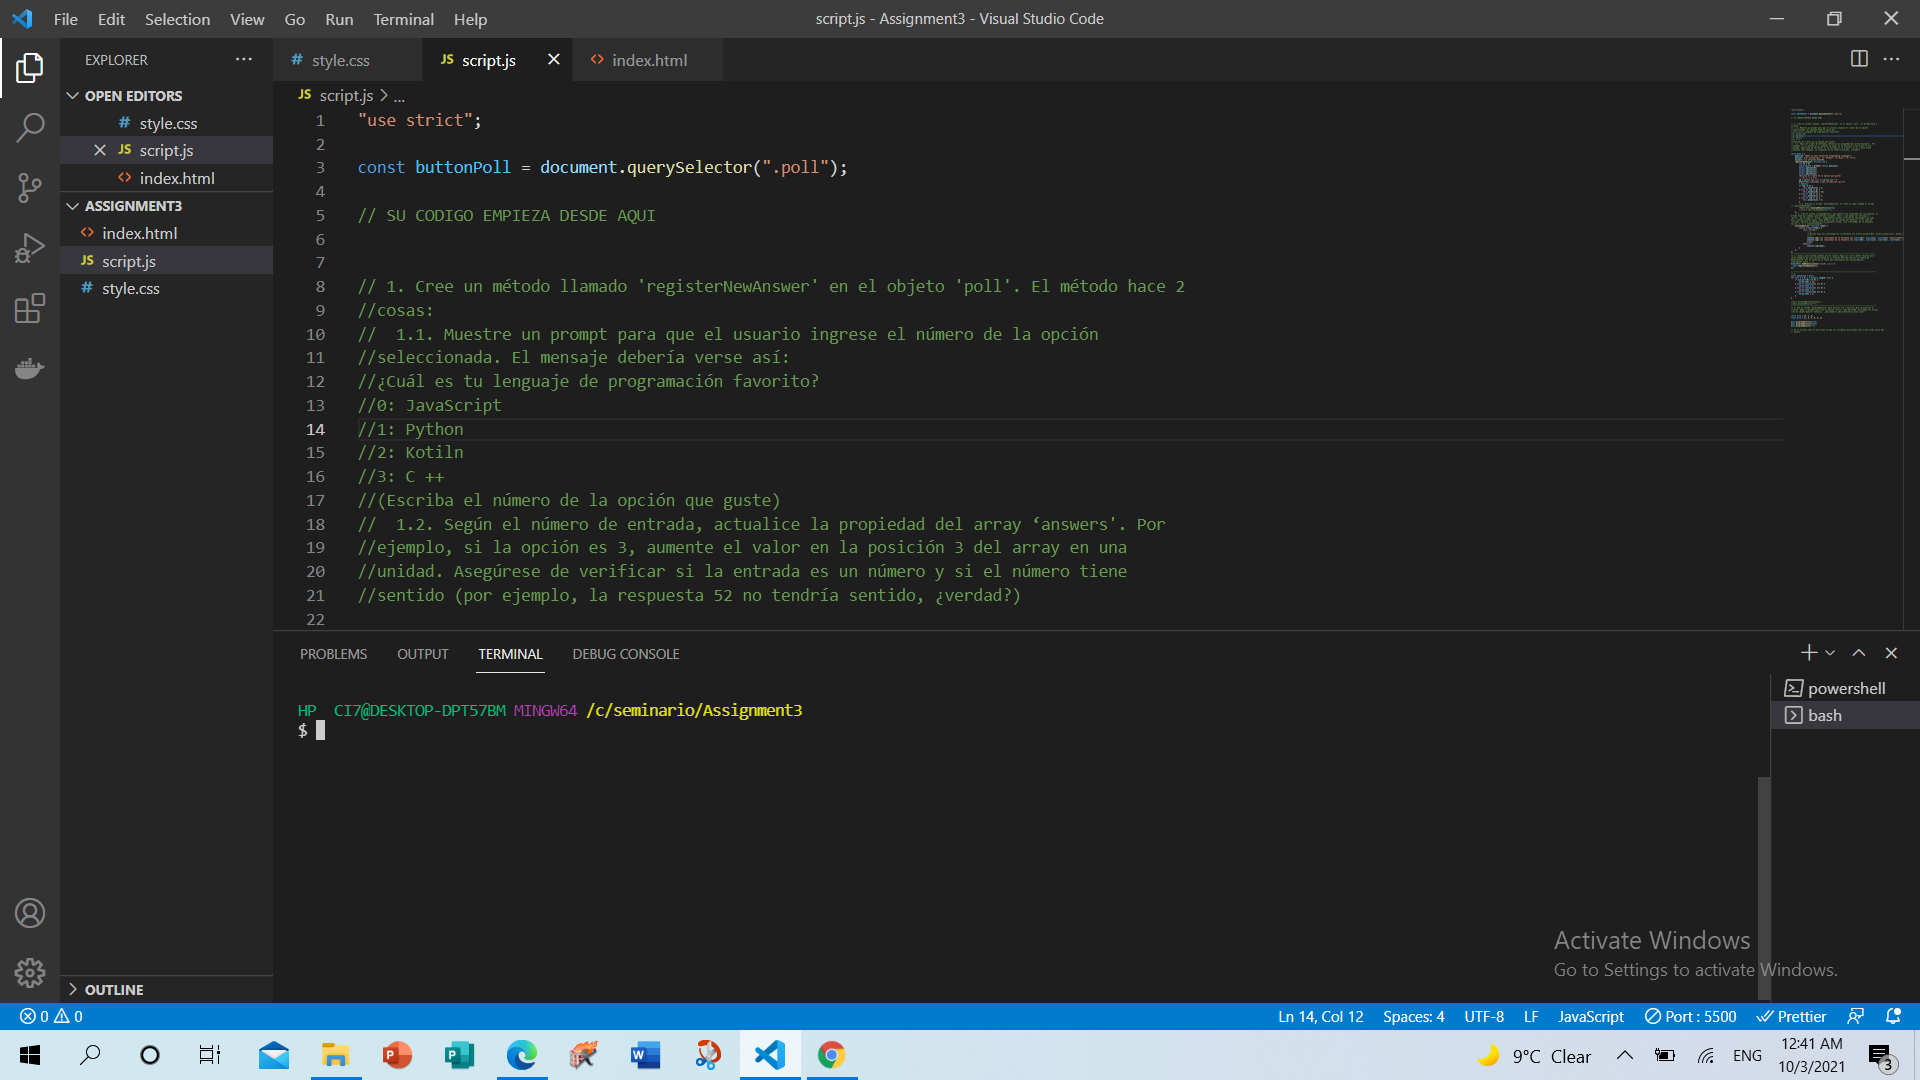 File Edit Selection View Go Run Terminal Help
script.js - Assignment3 - Visual Studio Code
EXPLORER
OPEN EDITORS
# style.css
JS script.js
index.html
ASSIGNMENT3
index.html
JS script.js
# style.css
OUTLINE
# style.css
JS script.js
index.html
JS script.js > ...
1 "use strict";
2
3 const buttonPoll = document.querySelector(".poll");
4
5 // SU CODIGO EMPIEZA DESDE AQUI
6
7
8 // 1. Cree un método llamado 'registerNewAnswer' en el objeto 'poll'. El método hace 2
9 //cosas:
10 //  1.1. Muestre un prompt para que el usuario ingrese el número de la opción
11 //seleccionada. El mensaje debería verse así:
12 //¿Cuál es tu lenguaje de programación favorito?
13 //0: JavaScript
14 //1: Python
15 //2: Kotiln
16 //3: C ++
17 //(Escriba el número de la opción que guste)
18 //  1.2. Según el número de entrada, actualice la propiedad del array ‘answers'. Por
19 //ejemplo, si la opción es 3, aumente el valor en la posición 3 del array en una
20 //unidad. Asegúrese de verificar si la entrada es un número y si el número tiene
21 //sentido (por ejemplo, la respuesta 52 no tendría sentido, ¿verdad?)
22
PROBLEMS OUTPUT TERMINAL DEBUG CONSOLE
HP  CI7@DESKTOP-DPT57BM MINGW64 /c/seminario/Assignment3
$
powershell
bash
Activate Windows
Go to Settings to activate Windows.
0 0
Ln 14, Col 12 Spaces: 4 UTF-8 LF JavaScript Port : 5500 Prettier
9°C Clear
ENG
12:41 AM
10/3/2021
3